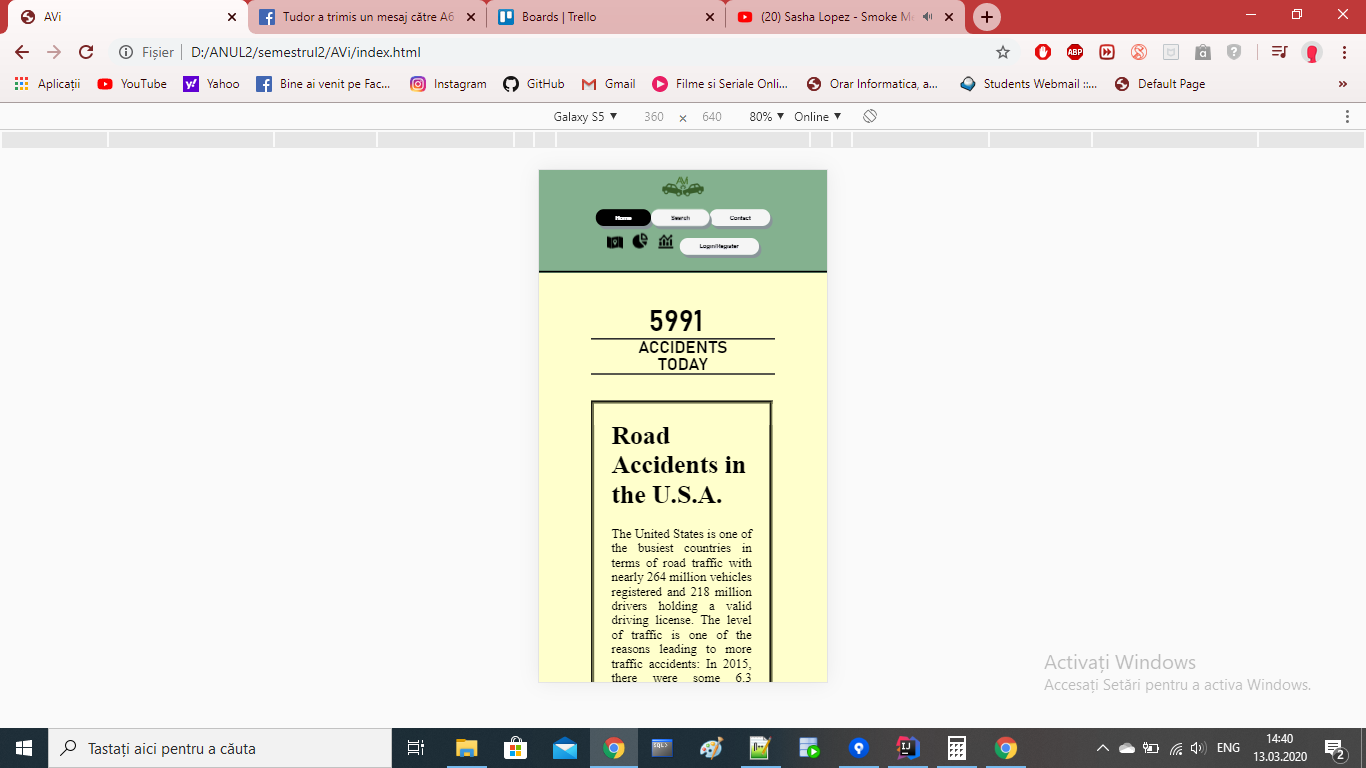 AVi
Tudor a trimis un mesaj către A6
Boards | Trello
(20) Sasha Lopez - Smoke M
Fișier
D:/ANUL2/semestrul2/AVi/index.html
ABP
Aplicații
YouTube
Yahoo
Bine ai venit pe Fac...
Instagram
GitHub
Gmail
Filme si Seriale Onli...
Orar Informatica, a...
Students Webmail ::...
Default Page
»
Galaxy S5 ▼
360
×
640
80% ▼
Online ▼
AVi
Home
Search
Contact
Login/Register
5991
ACCIDENTS
TODAY
Road
Accidents in
the U.S.A.
The United States is one of
the busiest countries in
terms of road traffic with
nearly 264 million vehicles
registered and 218 million
drivers holding a valid
driving license. The level
of traffic is one of the
reasons leading to more
traffic accidents: In 2015,
there were some 6.3
Activați Windows
Accesați Setări pentru a activa Windows.
Tastați aici pentru a căuta
ENG
14:40
13.03.2020
2